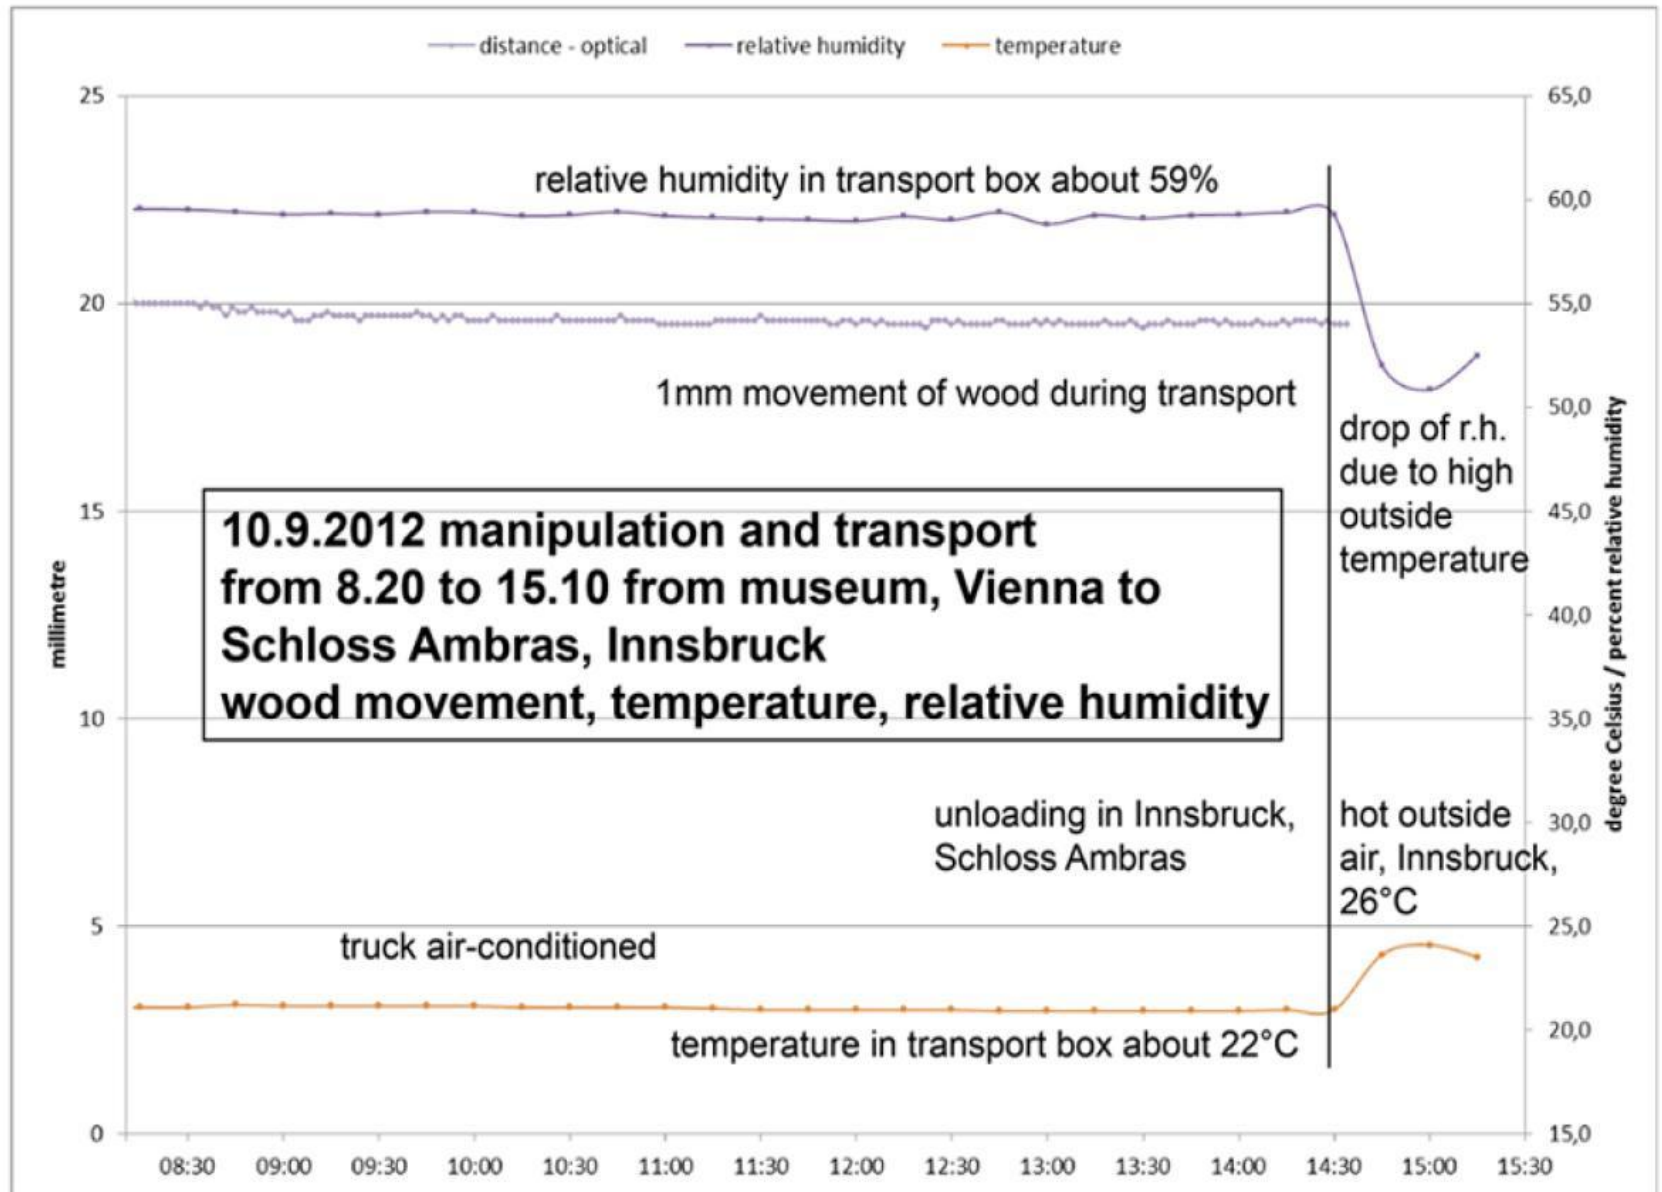 distance - optical relative humidity temperature
25 65,0
relative humidity in transport box about 59%
60,0
20 55,0
1mm movement of wood during transport
50,0
drop of r.h.
due to high
outside
temperature
15 45,0
10.9.2012 manipulation and transport
from 8.20 to 15.10 from museum, Vienna to
Schloss Ambras, Innsbruck
wood movement, temperature, relative humidity
millimetre
degree Celsius / percent relative humidity
40,0
10 35,0
unloading in Innsbruck,
Schloss Ambras
hot outside
air, Innsbruck,
26°C
30,0
5 25,0
truck air-conditioned
temperature in transport box about 22°C
20,0
0 15,0
08:30 09:00 09:30 10:00 10:30 11:00 11:30 12:00 12:30 13:00 13:30 14:00 14:30 15:00 15:30